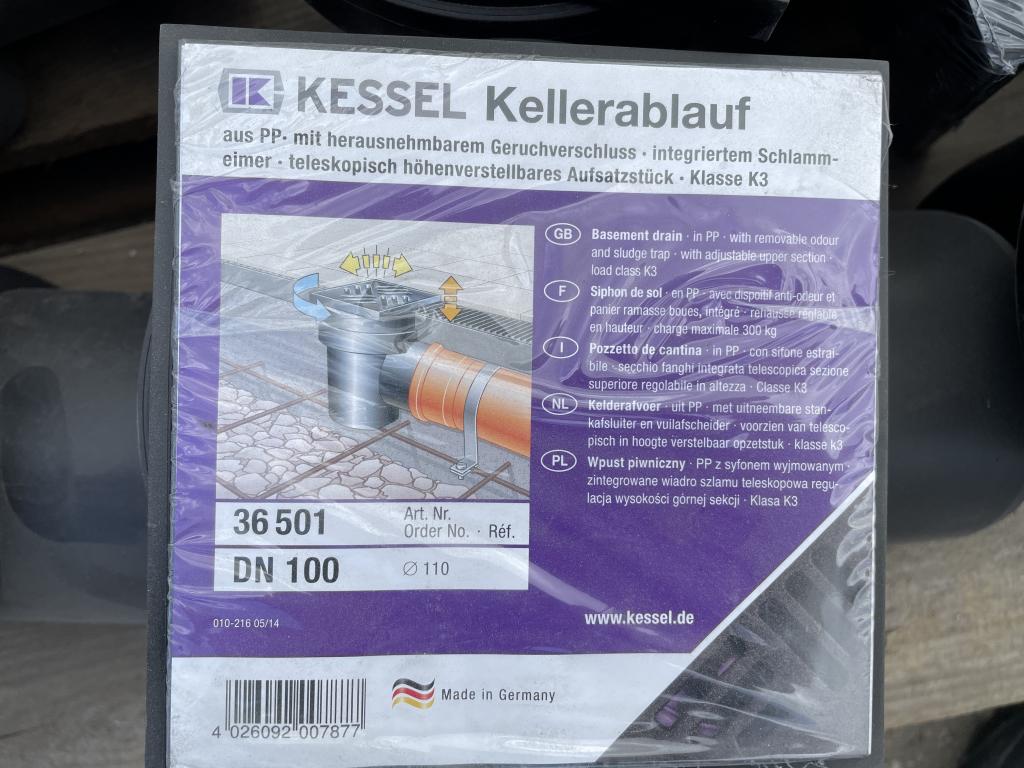 KESSEL Kellerablauf
aus PP· mit herausnehmbarem Geruchverschluss · integriertem Schlamm-
eimer · teleskopisch höhenverstellbares Aufsatzstück · Klasse K3
GB Basement drain · in PP · with removable odour
and sludge trap · with adjustable upper section ·
load class K3
F Siphon de sol · en PP · avec dispoitif anti-odeur et
panier ramasse boues, intégré · rehausse réglable
en hauteur · charge maximale 300 kg
I Pozzetto de cantina · in PP · con sifone estrai-
bile · secchio fanghi integrata telescopica sezione
superiore regolabile in altezza · Classe K3
NL Kelderafvoer · uit PP · met uitneembare stan-
kafsluiter en vuilafscheider · voorzien van telesco-
pisch in hoogte verstelbaar opzetstuk · klasse k3
PL Wpust piwniczny · PP z syfonem wyjmowanym ·
zintegrowane wiadro szlamu teleskopowa regu-
lacja wysokości górnej sekcji · Klasa K3
36 501 Art. Nr.
Order No. · Réf.
DN 100 ∅ 110
010-216 05/14
www.kessel.de
Made in Germany
4 026092 007877